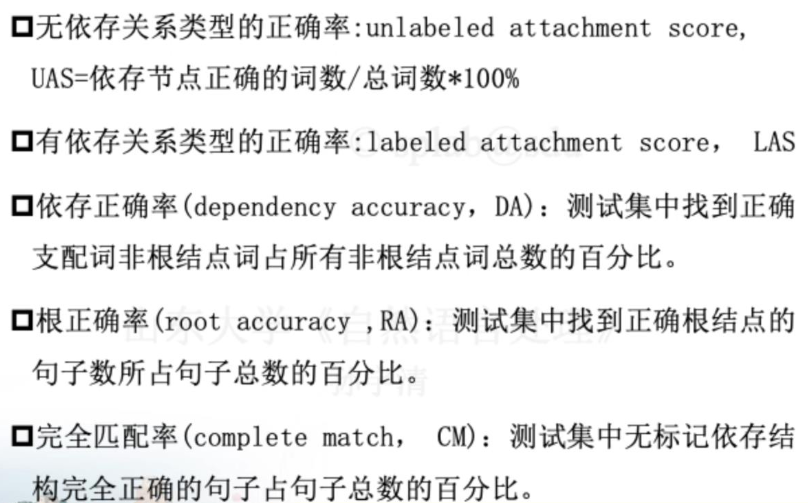 无依存关系类型的正确率:unlabeled attachment score,
UAS=依存节点正确的词数/总词数*100%
有依存关系类型的正确率:labeled attachment score， LAS
依存正确率(dependency accuracy，DA)：测试集中找到正确
支配词非根结点词占所有非根结点词总数的百分比。
根正确率(root accuracy ,RA)：测试集中找到正确根结点的
句子数所占句子总数的百分比。
完全匹配率(complete match， CM)：测试集中无标记依存结
构完全正确的句子占句子总数的百分比。